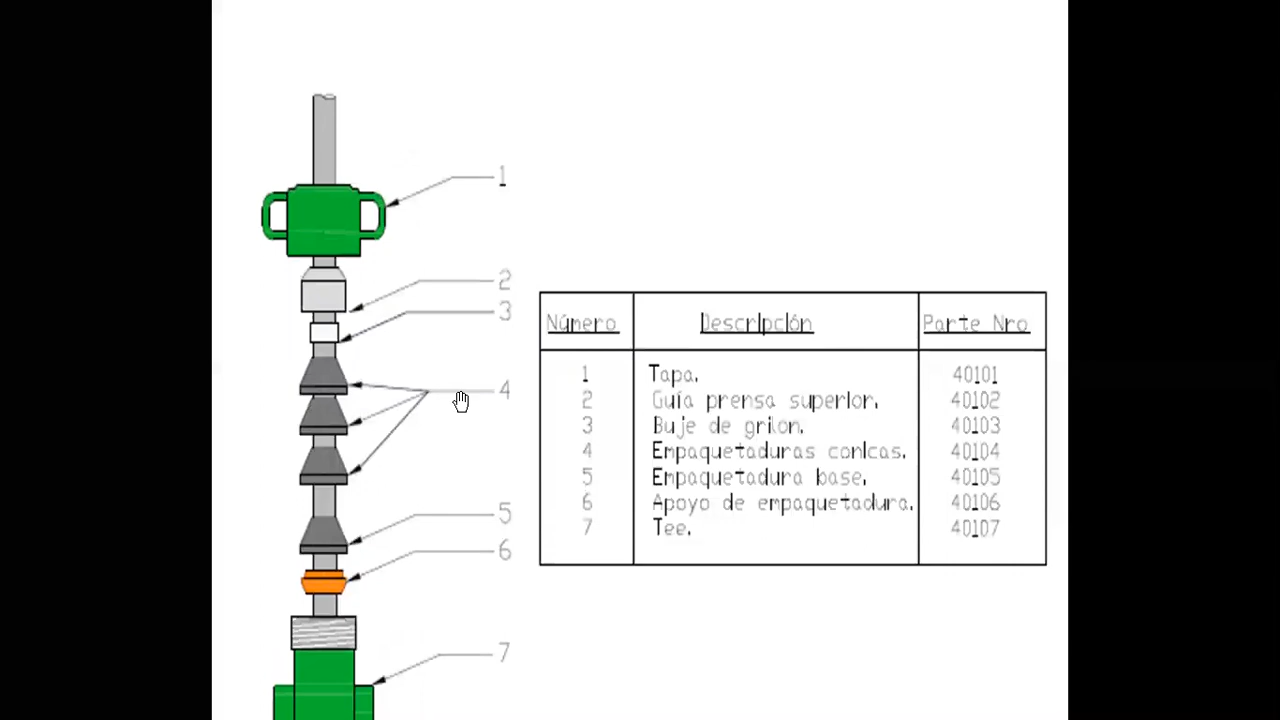 1
2
3
4
5
6
7
Número Descripción Parte Nro
1 Tapa. 40101
2 Guía prensa superior. 40102
3 Buje de grilon. 40103
4 Empaquetaduras conicas. 40104
5 Empaquetadura base. 40105
6 Apoyo de empaquetadura. 40106
7 Tee. 40107